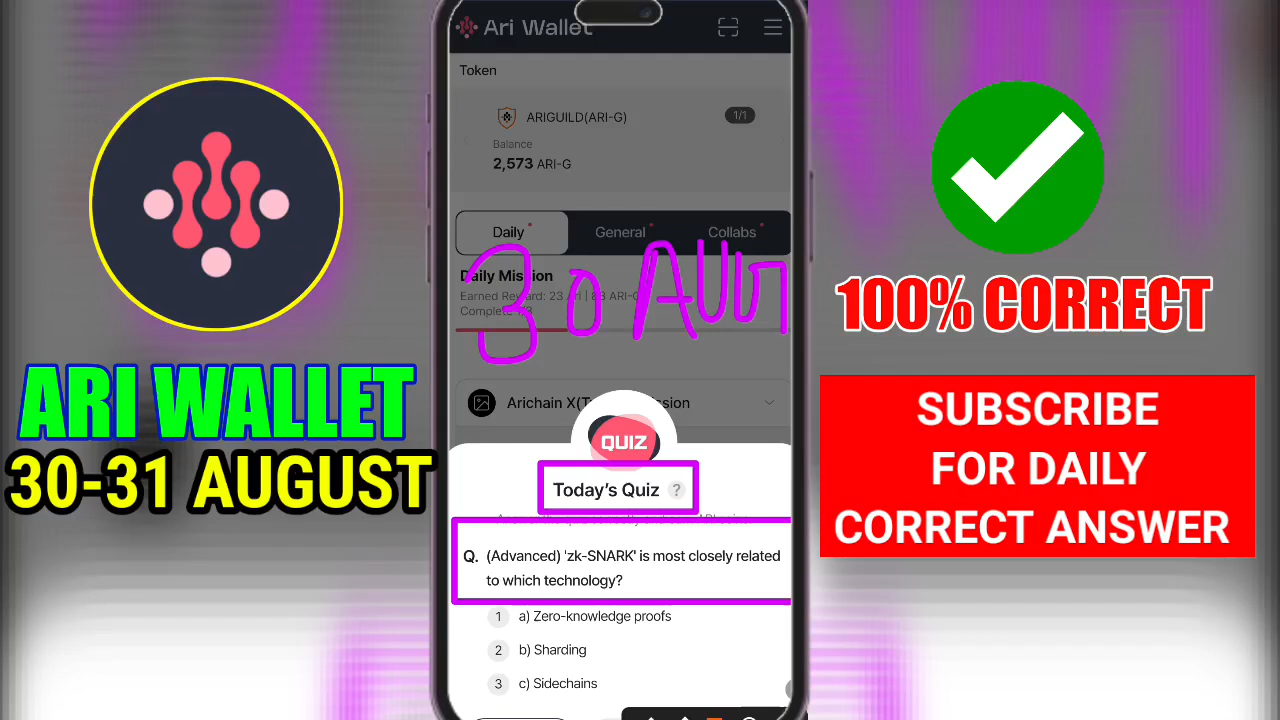 Ari Wallet
Token
ARIGUILD(ARI-G)
1/1
Balance
2,573 ARI-G
Daily
General
Collabs
Daily Mission
Complete
30 AUG
Arichain X(T
ion
QUIZ
Today's Quiz ?
Q. (Advanced) 'zk-SNARK' is most closely related
to which technology?
1 a) Zero-knowledge proofs
2 b) Sharding
3 c) Sidechains
ARI WALLET
30-31 AUGUST
100% CORRECT
SUBSCRIBE
FOR DAILY
CORRECT ANSWER